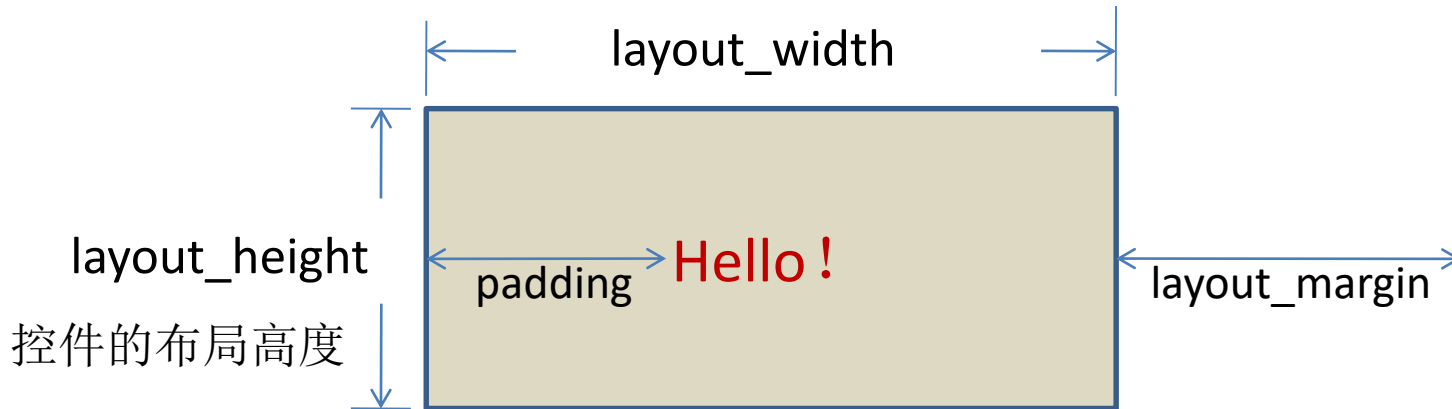 layout_width
layout_height
控件的布局高度
padding
Hello！
layout_margin